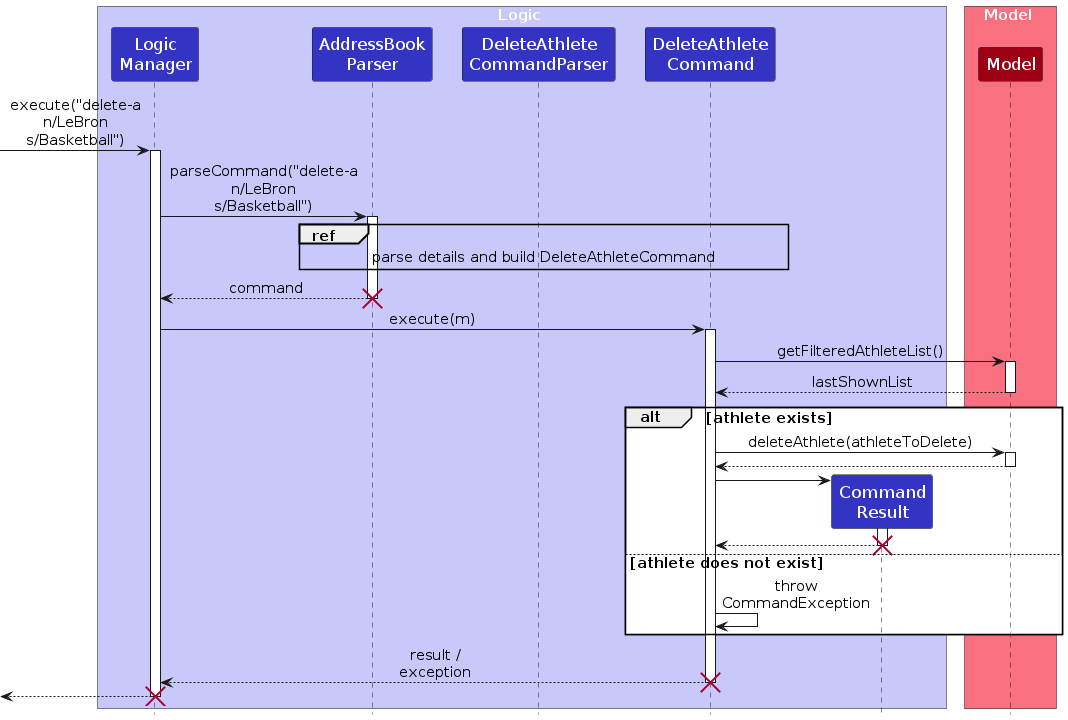 Logic
Model
Logic
Manager
AddressBook
Parser
DeleteAthlete
CommandParser
DeleteAthlete
Command
Model
execute("delete-a
n/LeBron
s/Basketball")
parseCommand("delete-a
n/LeBron
s/Basketball")
ref
parse details and build DeleteAthleteCommand
command
execute(m)
getFilteredAthleteList()
lastShownList
alt
[athlete exists]
deleteAthlete(athleteToDelete)
Command
Result
[athlete does not exist]
throw
CommandException
result /
exception